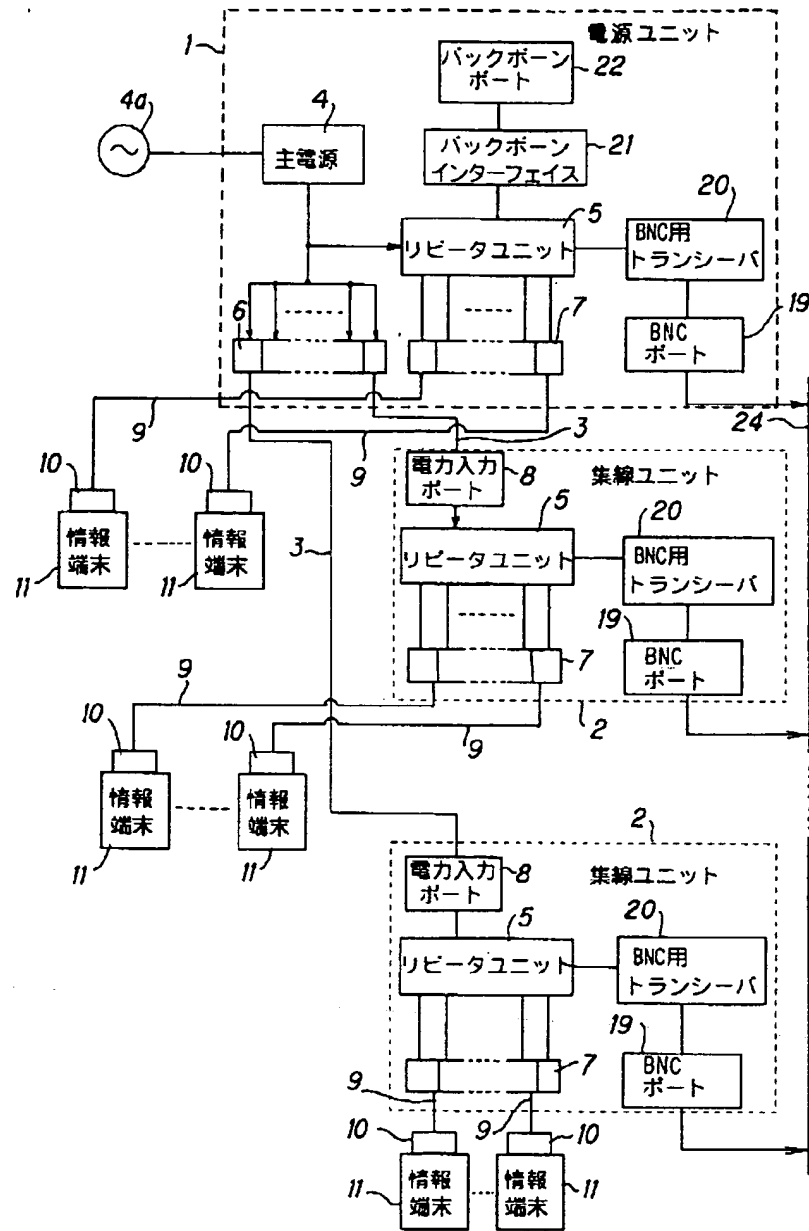 1
電源ユニット
バックボーン
ポート
22
4a
4
主電源
バックボーン
インターフェイス
21
5
リピータユニット
20
BNC用
トランシーバ
6
7
19
BNC
ポート
9
9
3
24
10
10
電力入力
ポート
8
集線ユニット
情報
端末
11
情報
端末
11
3
5
リピータユニット
20
BNC用
トランシーバ
19
BNC
ポート
7
9
9
2
10
10
情報
端末
11
情報
端末
11
2
電力入力
ポート
8
集線ユニット
5
リピータユニット
20
BNC用
トランシーバ
19
BNC
ポート
7
9
9
10
10
情報
端末
11
情報
端末
11